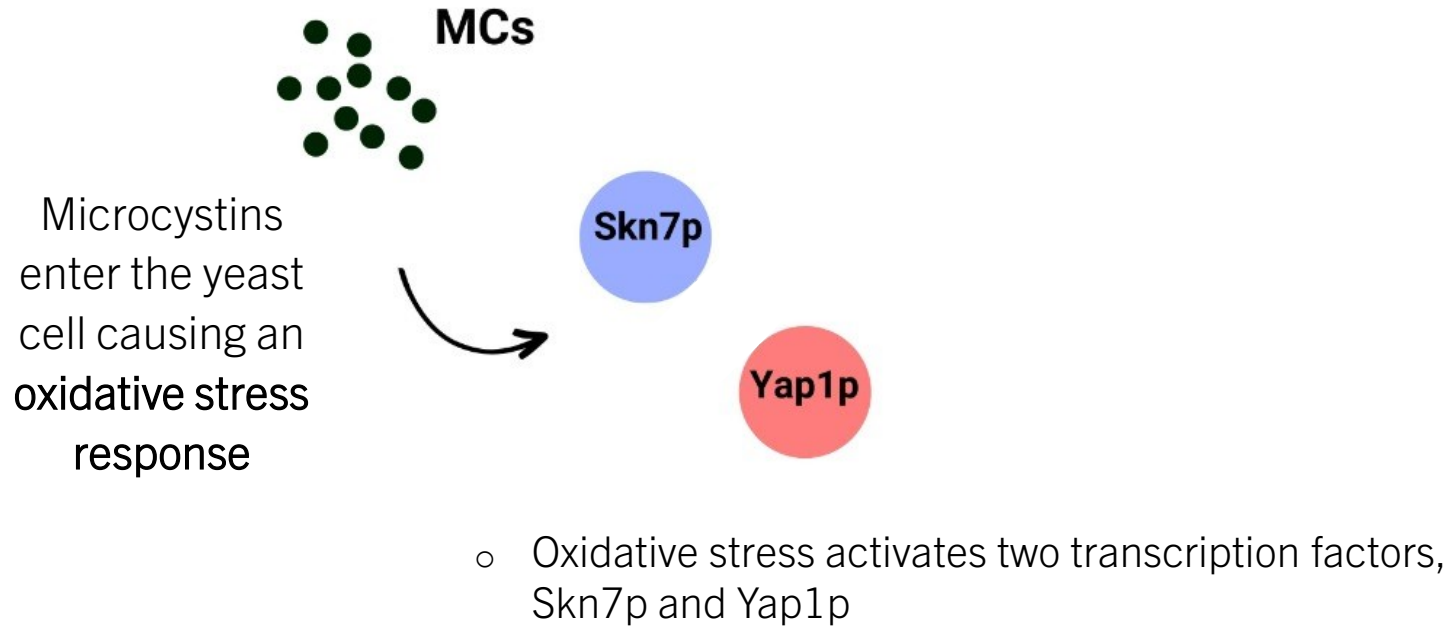 MCs
Skn7p
Microcystins
enter the yeast
cell causing an
oxidative stress
response
Yap1p
○ Oxidative stress activates two transcription factors,
Skn7p and Yap1p